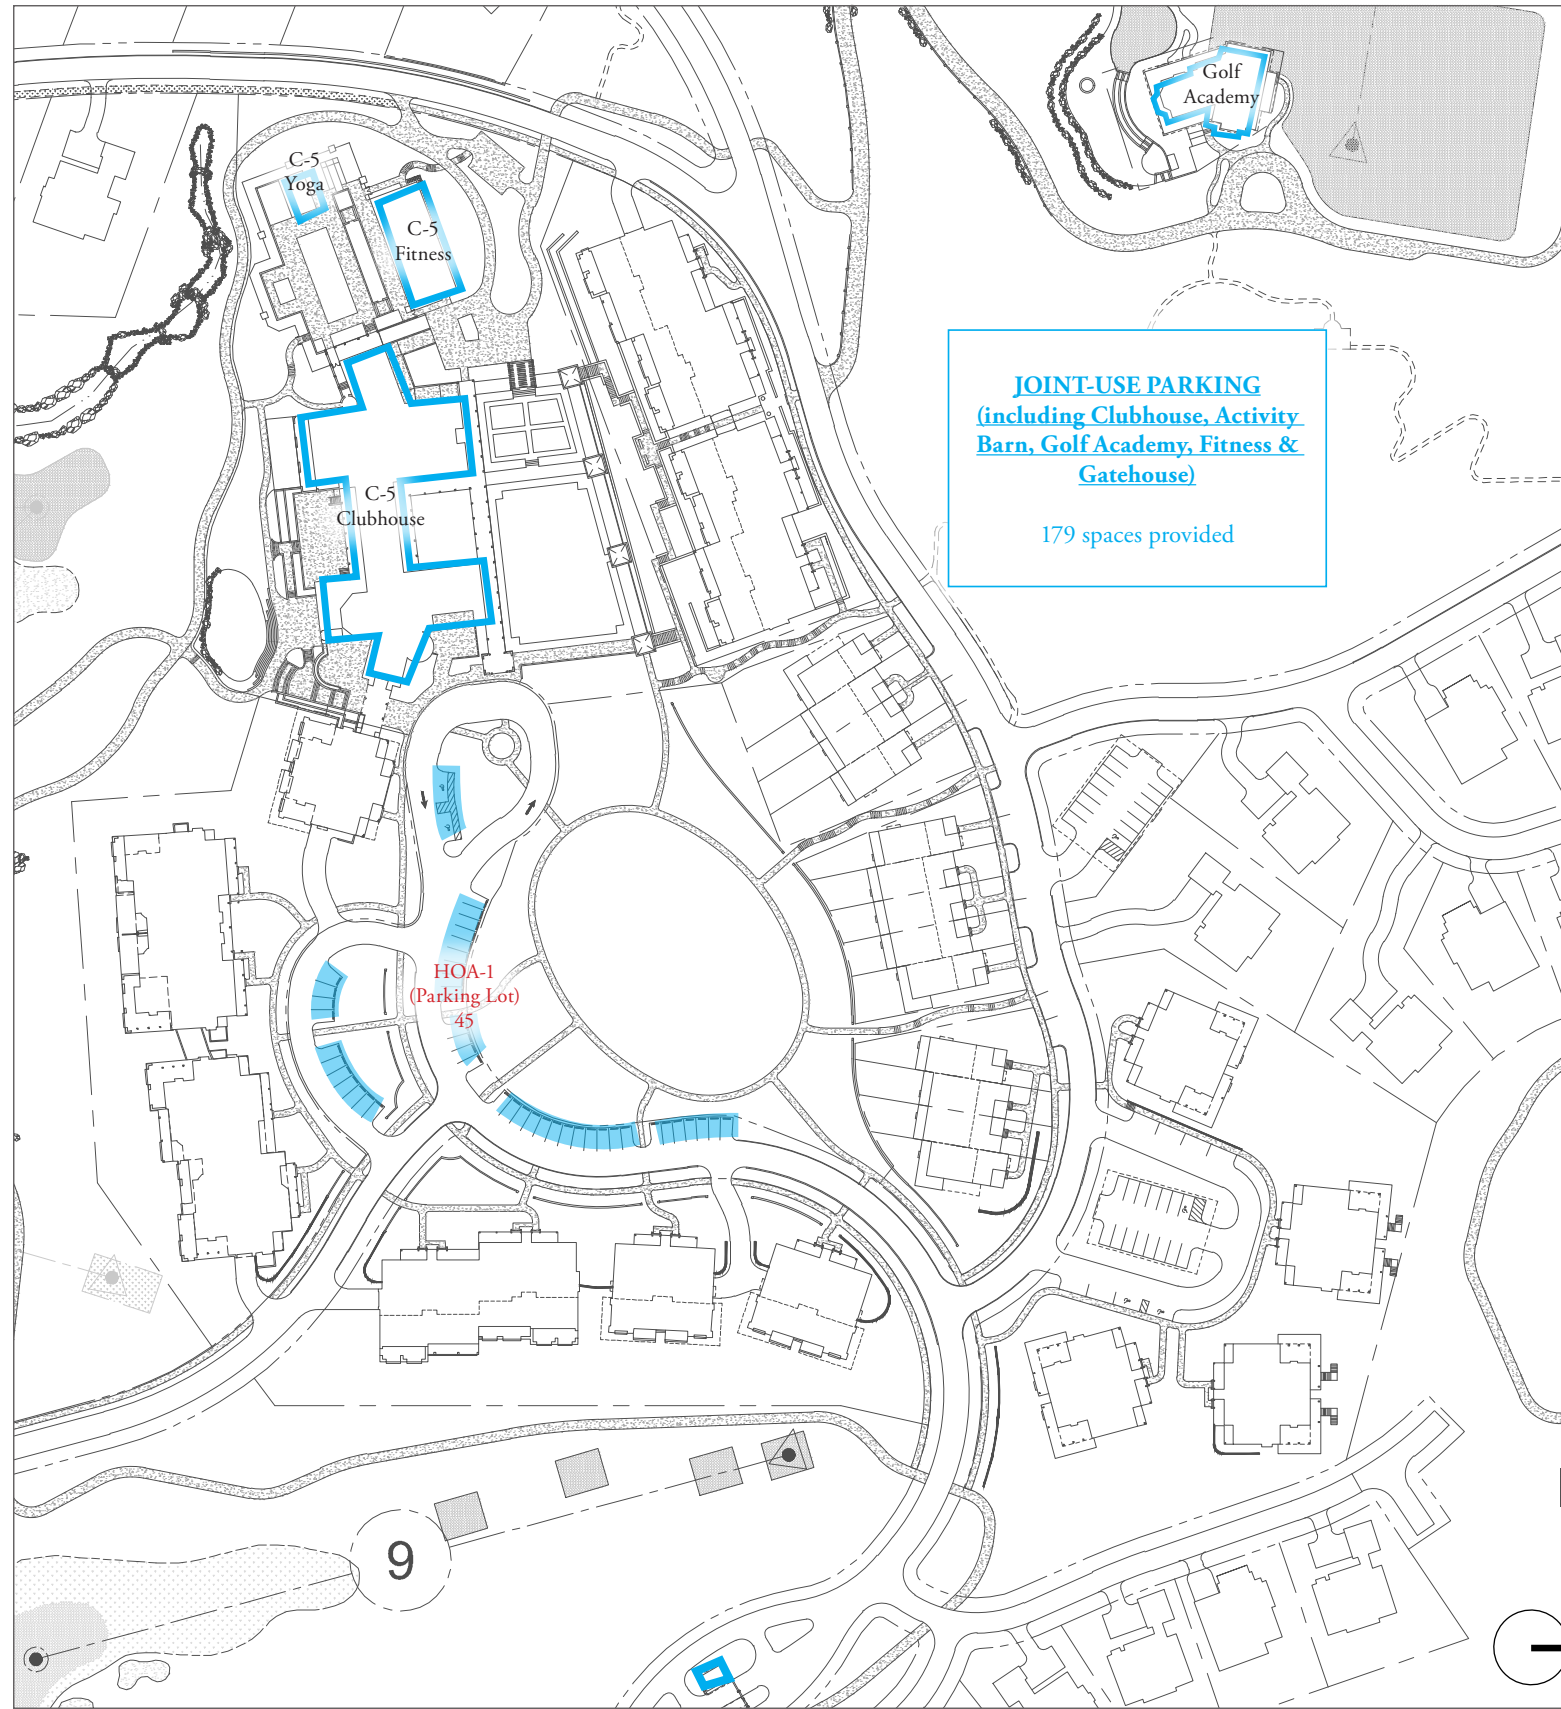 Golf
Academy
C-5
Yoga
C-5
Fitness
JOINT-USE PARKING
(including Clubhouse, Activity
Barn, Golf Academy, Fitness &
Gatehouse)
179 spaces provided
C-5
Clubhouse
HOA-1
(Parking Lot)
45
9